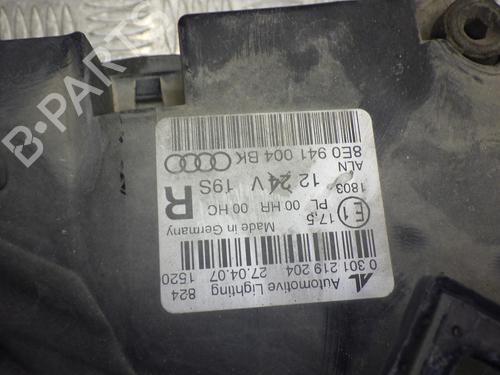 B-PARTS
Automotive Lighting 824
0 301 219 204 27.04.07 1520
Made in Germany
E1 17,5 R
PL 00 HR 00 HC
1803 12 24 V 19S
ALN
8E0 941 004 BK